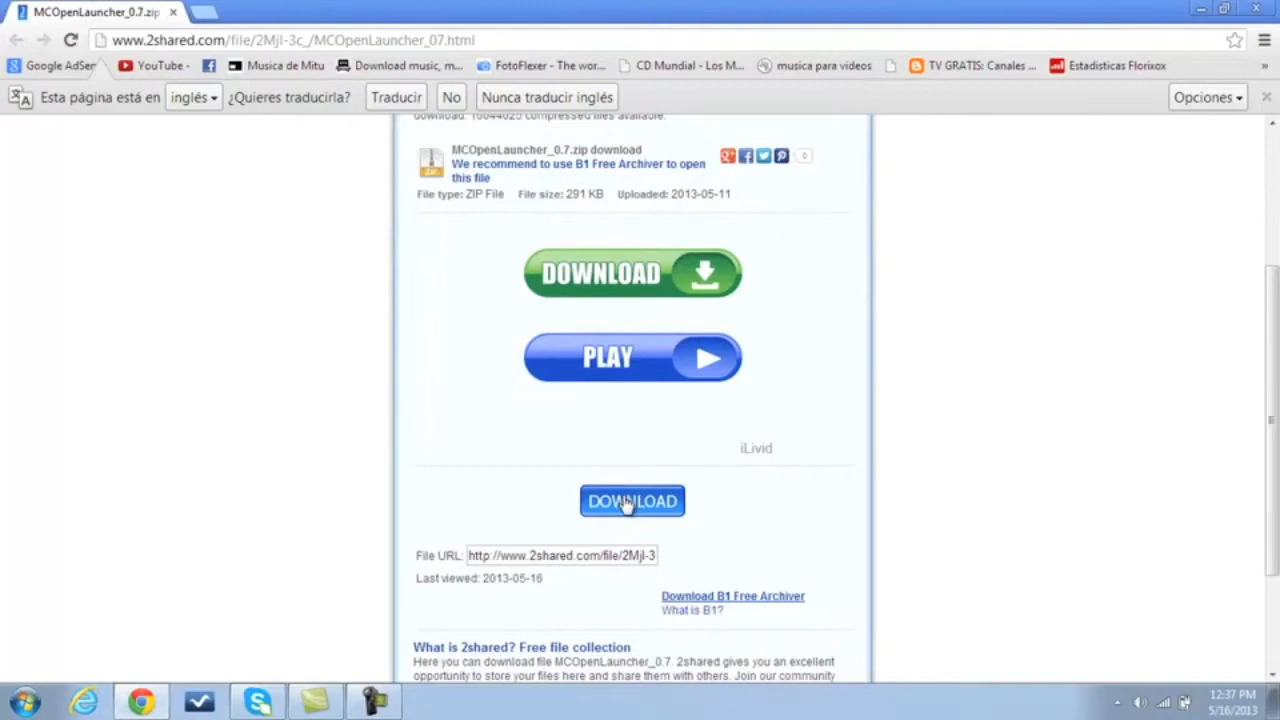 MCOpenLauncher_0.7.zip
www.2shared.com/file/2Mjl-3c_/MCOpenLauncher_07.html
Google AdSen
YouTube -
Musica de Mitu
Download music, m...
FotoFlexer - The wor...
CD Mundial - Los M...
musica para videos
TV GRATIS: Canales ...
Estadisticas Florixox
»
Esta página está en
inglés
¿Quieres traducirla?
Traducir
No
Nunca traducir inglés
Opciones
download. 16044025 compressed files available.
MCOpenLauncher_0.7.zip download
We recommend to use B1 Free Archiver to open
this file
0
File type: ZIP File File size: 291 KB Uploaded: 2013-05-11
DOWNLOAD
PLAY
iLivid
DOWNLOAD
File URL: http://www.2shared.com/file/2Mjl-3
Last viewed: 2013-05-16
Download B1 Free Archiver
What is B1?
What is 2shared? Free file collection
Here you can download file MCOpenLauncher_0.7. 2shared gives you an excellent
opportunity to store your files here and share them with others. Join our community
12:37 PM
5/16/2013